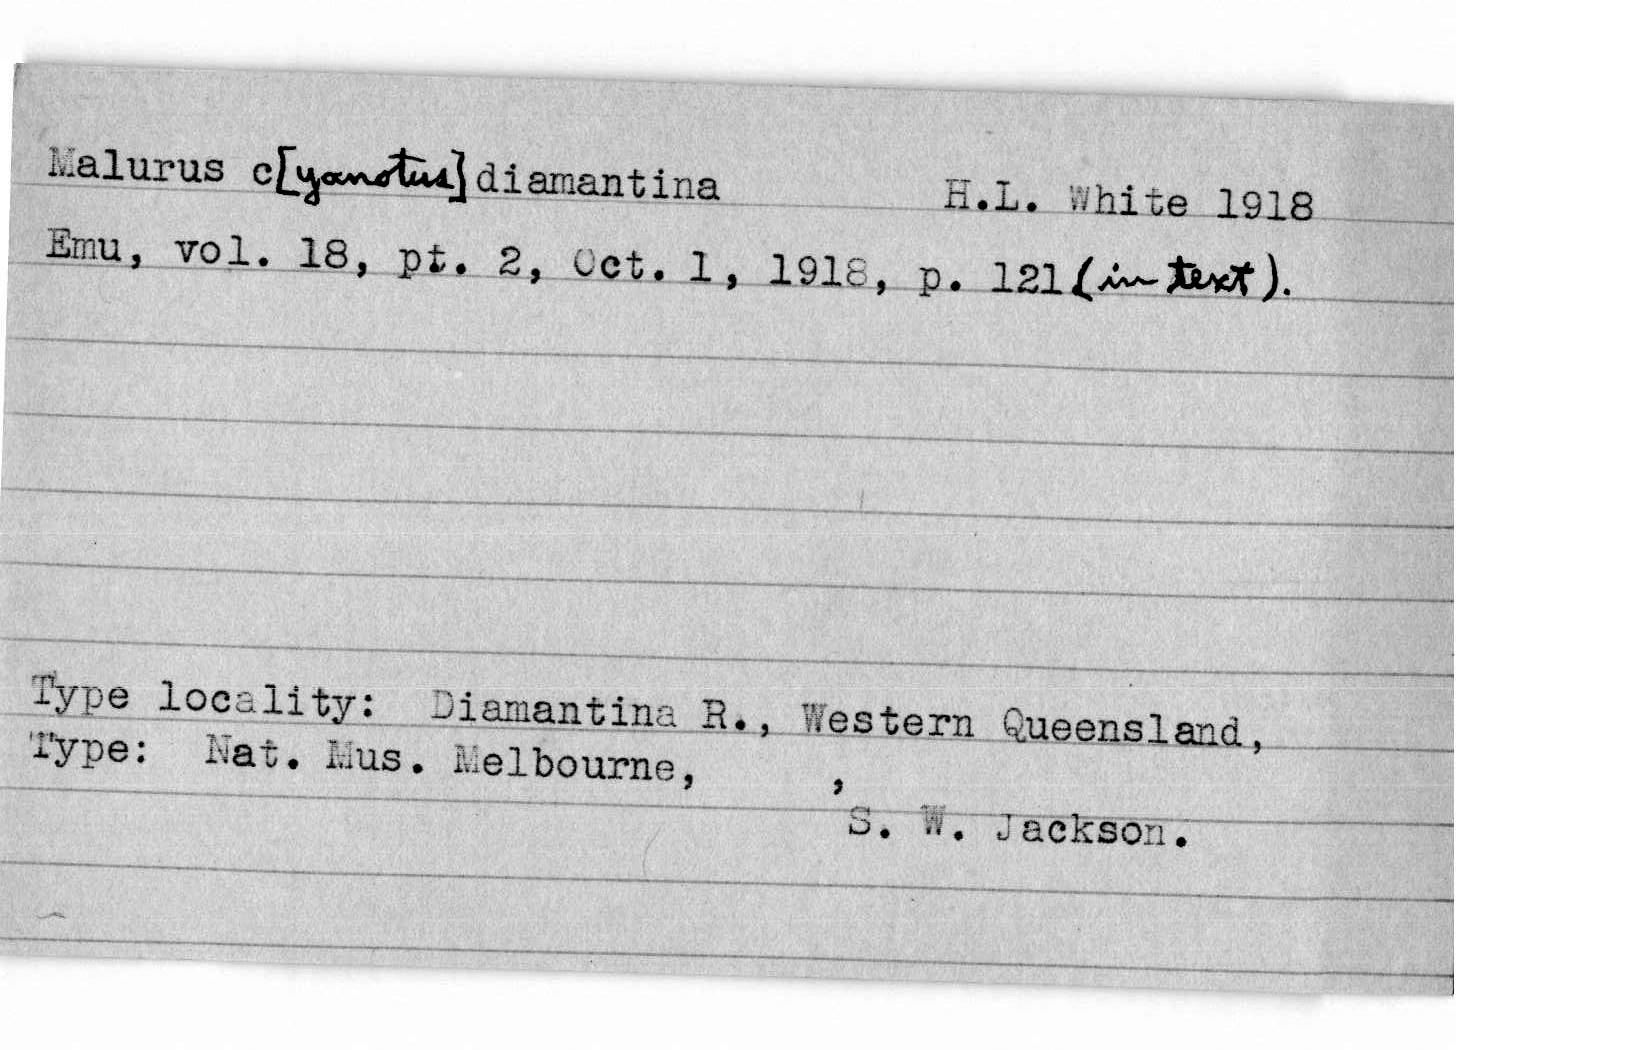 Malurus c[yanotus]diamantina H.L. White 1918
Emu, vol. 18, pt. 2, Oct. 1, 1918, p. 121(in text).
Type locality: Diamantina R., Western Queensland,
Type: Nat. Mus. Melbourne, ,
S. W. Jackson.